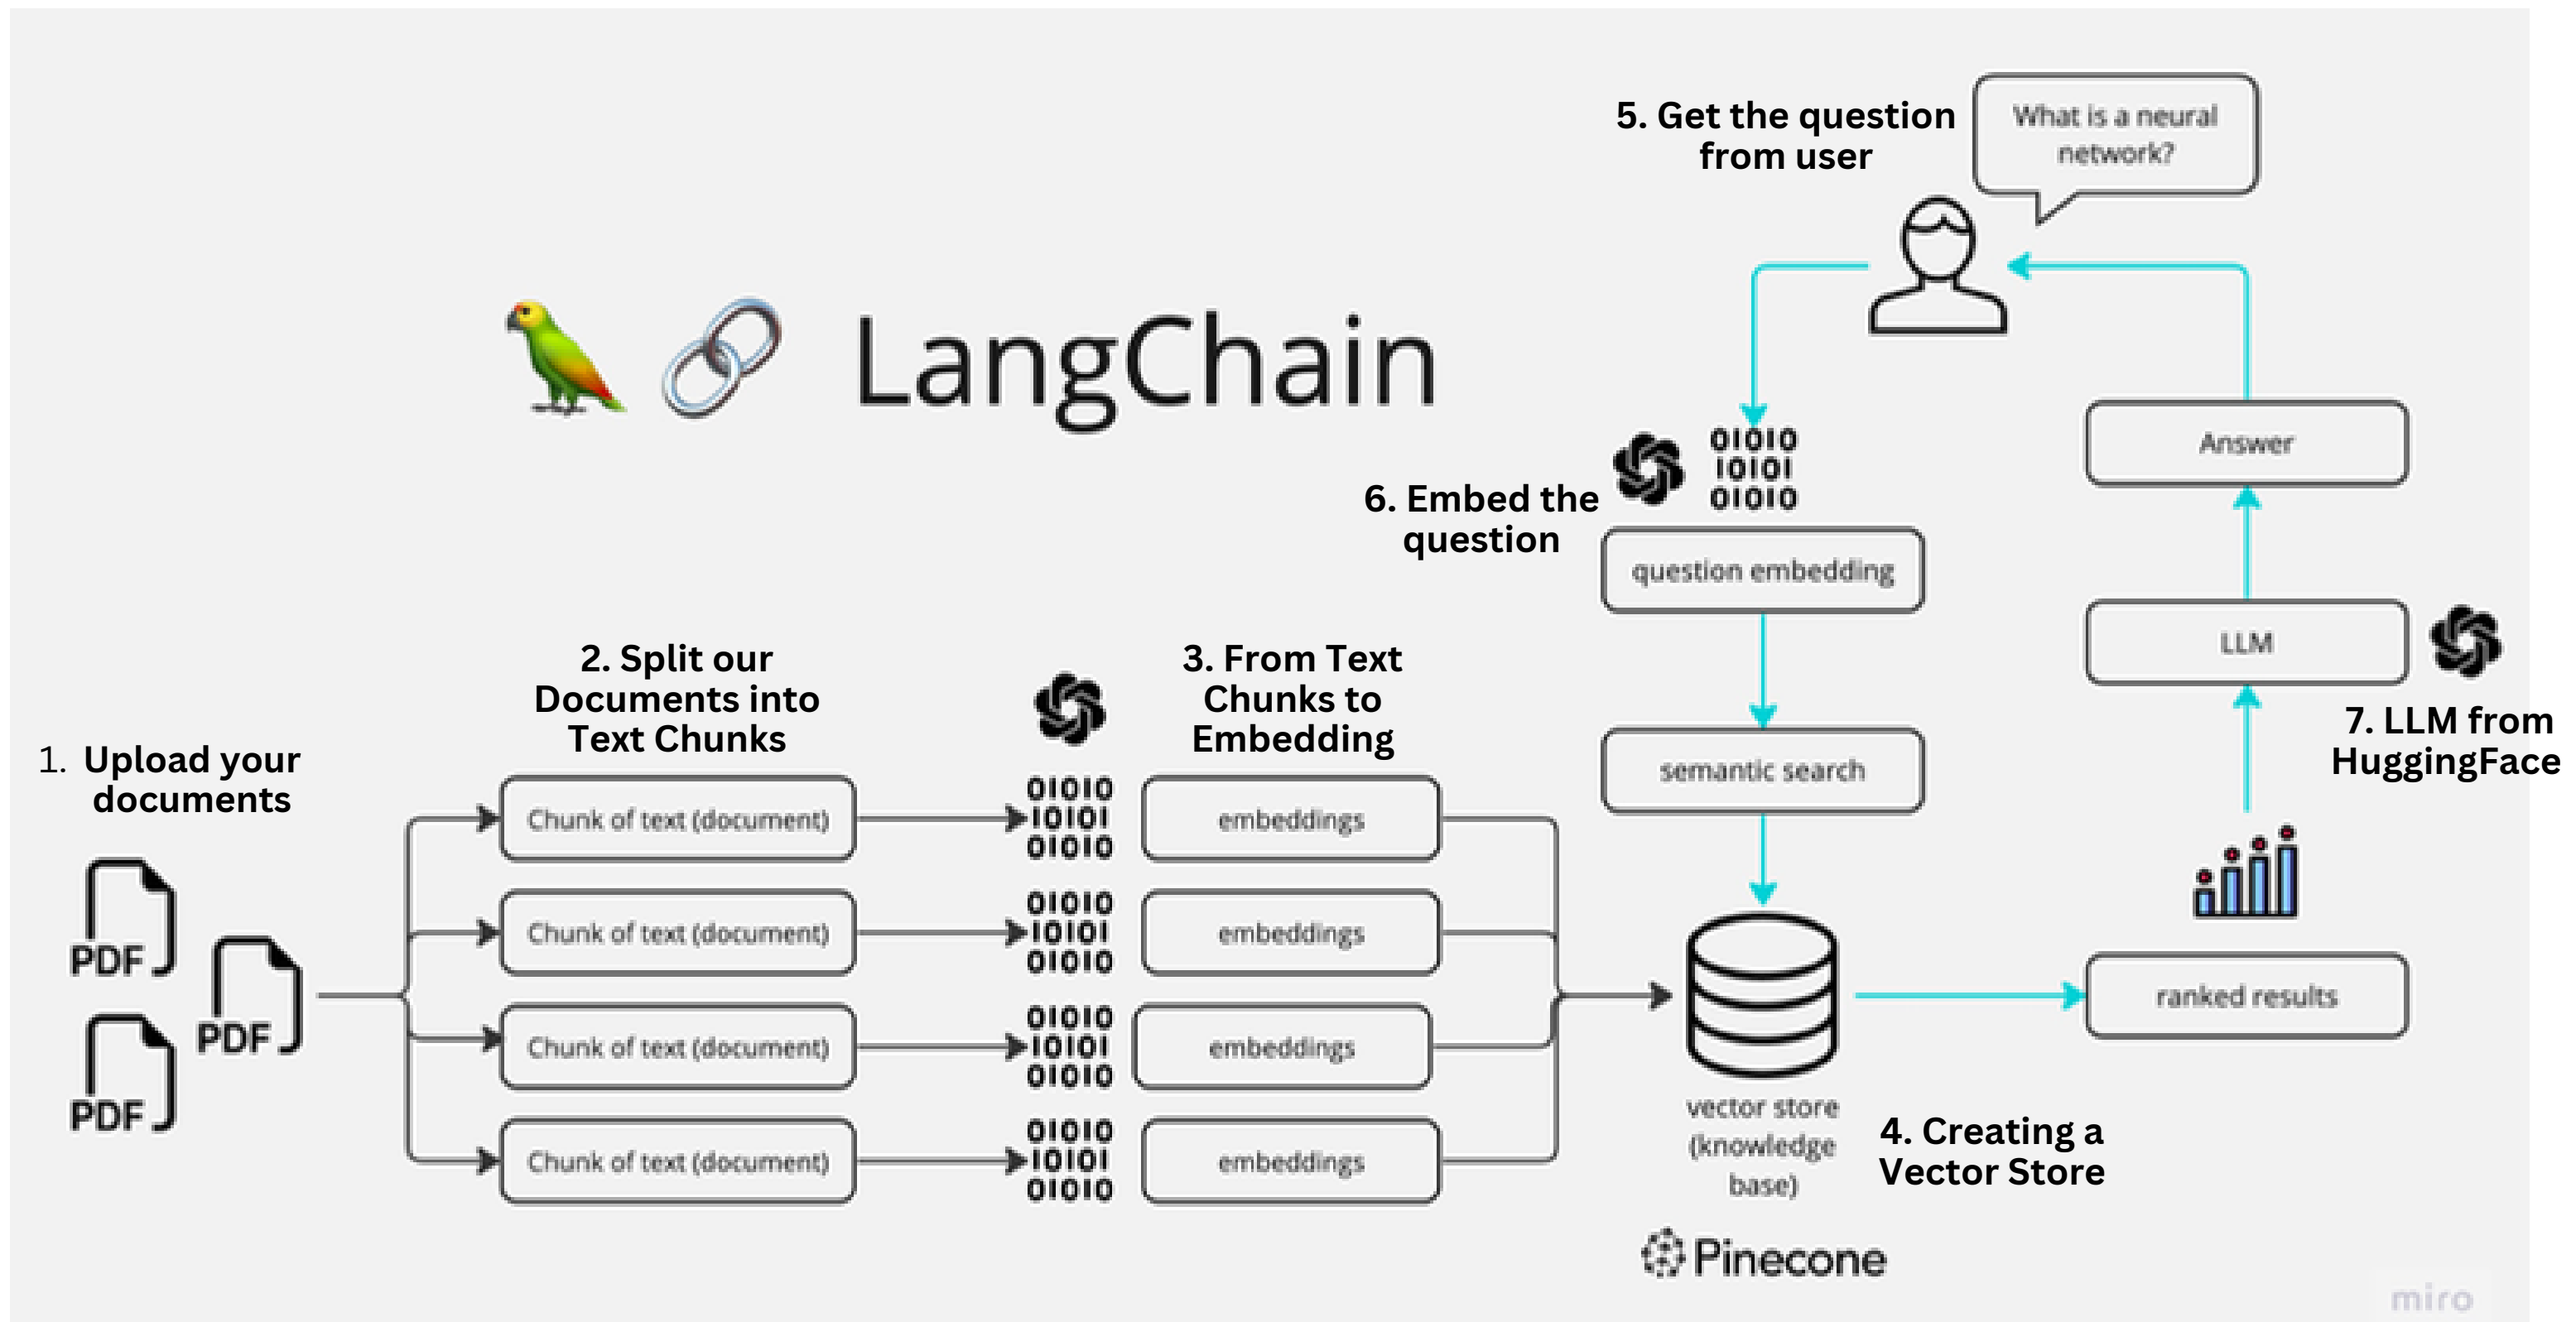 5. Get the question
from user
What is a neural
network?
LangChain
01010
10101
01010
6. Embed the
question
question embedding
Answer
LLM
7. LLM from
HuggingFace
semantic search
1. Upload your
documents
PDF
PDF
PDF
2. Split our
Documents into
Text Chunks
3. From Text
Chunks to
Embedding
Chunk of text (document)
01010
10101
01010
embeddings
Chunk of text (document)
01010
10101
01010
embeddings
Chunk of text (document)
01010
10101
01010
embeddings
Chunk of text (document)
01010
10101
01010
embeddings
ranked results
vector store
(knowledge
base)
4. Creating a
Vector Store
Pinecone
miro